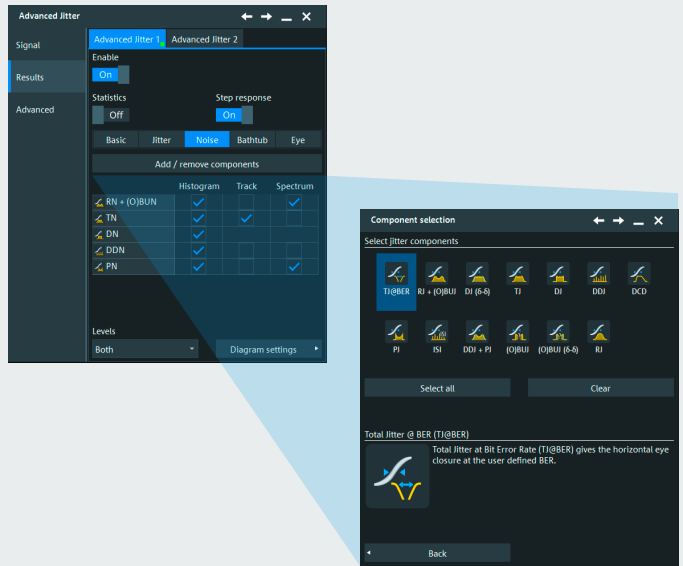 Advanced Jitter
Signal
Results
Advanced
Advanced Jitter 1 Advanced Jitter 2
Enable
On
Statistics Step response
Off On
Basic Jitter Noise Bathtub Eye
Add / remove components
Histogram Track Spectrum
RN + (O)BUN
TN
DN
DDN
PN
Levels
Both Diagram settings
Component selection
Select jitter components
TJ@BER RJ + (O)BUJ DJ (δ-δ) TJ DJ DDJ DCD
PJ ISI DDJ + PJ (O)BUJ (O)BUJ (δ-δ) RJ
Select all Clear
Total Jitter @ BER (TJ@BER)
Total Jitter at Bit Error Rate (TJ@BER) gives the horizontal eye
closure at the user defined BER.
Back